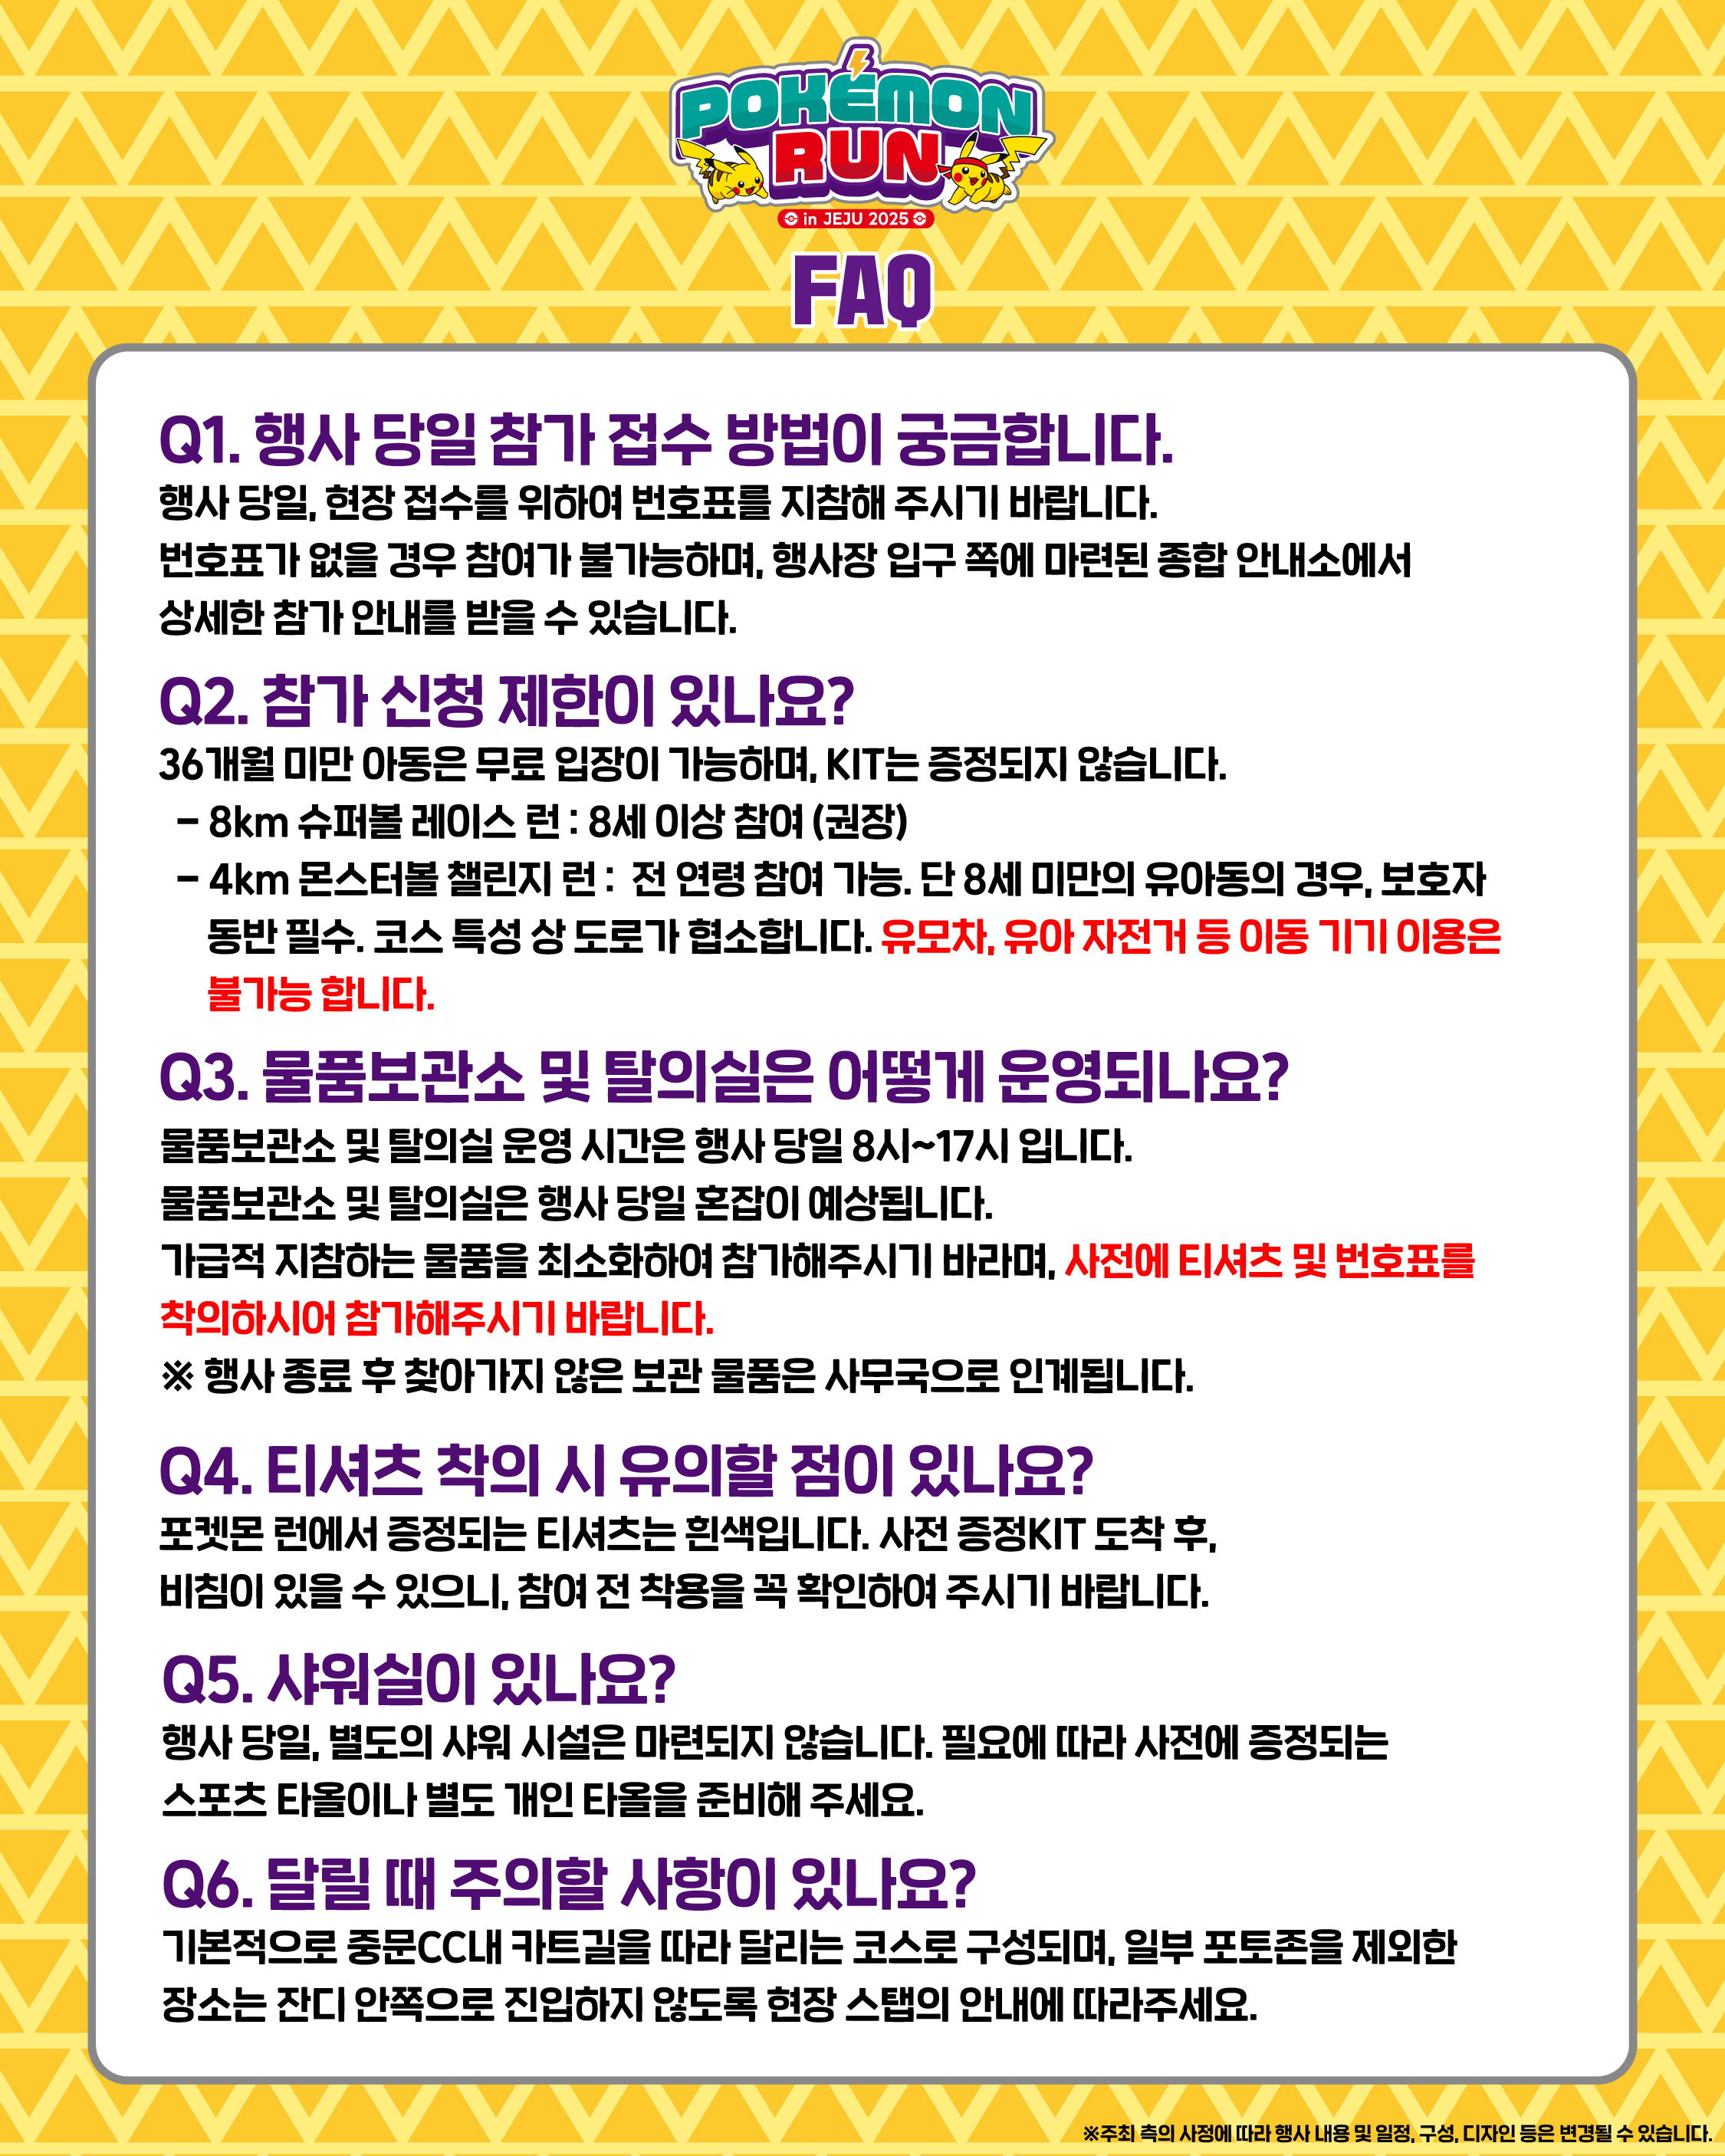 POKÉMON
RUN
in JEJU 2025
FAQ
Q1. 행사 당일 참가 접수 방법이 궁금합니다.
행사 당일, 현장 접수를 위하여 번호표를 지참해 주시기 바랍니다.
번호표가 없을 경우 참여가 불가능하며, 행사장 입구 쪽에 마련된 종합 안내소에서
상세한 참가 안내를 받을 수 있습니다.
Q2. 참가 신청 제한이 있나요?
36개월 미만 아동은 무료 입장이 가능하며, KIT는 증정되지 않습니다.
- 8km 슈퍼볼 레이스 런 : 8세 이상 참여 (권장)
- 4km 몬스터볼 챌린지 런 : 전 연령 참여 가능. 단 8세 미만의 유아동의 경우, 보호자
동반 필수. 코스 특성 상 도로가 협소합니다. 유모차, 유아 자전거 등 이동 기기 이용은
불가능 합니다.
Q3. 물품보관소 및 탈의실은 어떻게 운영되나요?
물품보관소 및 탈의실 운영 시간은 행사 당일 8시~17시 입니다.
물품보관소 및 탈의실은 행사 당일 혼잡이 예상됩니다.
가급적 지참하는 물품을 최소화하여 참가해주시기 바라며, 사전에 티셔츠 및 번호표를
착의하시어 참가해주시기 바랍니다.
※ 행사 종료 후 찾아가지 않은 보관 물품은 사무국으로 인계됩니다.
Q4. 티셔츠 착의 시 유의할 점이 있나요?
포켓몬 런에서 증정되는 티셔츠는 흰색입니다. 사전 증정KIT 도착 후,
비침이 있을 수 있으니, 참여 전 착용을 꼭 확인하여 주시기 바랍니다.
Q5. 샤워실이 있나요?
행사 당일, 별도의 샤워 시설은 마련되지 않습니다. 필요에 따라 사전에 증정되는
스포츠 타올이나 별도 개인 타올을 준비해 주세요.
Q6. 달릴 때 주의할 사항이 있나요?
기본적으로 중문CC내 카트길을 따라 달리는 코스로 구성되며, 일부 포토존을 제외한
장소는 잔디 안쪽으로 진입하지 않도록 현장 스탭의 안내에 따라주세요.
※주최 측의 사정에 따라 행사 내용 및 일정, 구성, 디자인 등은 변경될 수 있습니다.